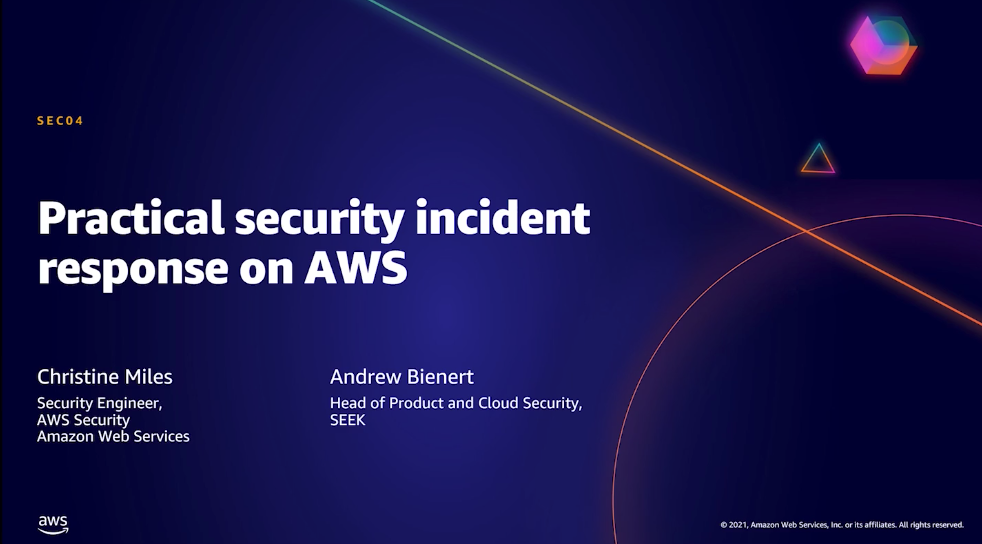 SEC04
Practical security incident
response on AWS
Christine Miles
Security Engineer,
AWS Security
Amazon Web Services
Andrew Bienert
Head of Product and Cloud Security,
SEEK
aws
© 2021, Amazon Web Services, Inc. or its affiliates. All rights reserved.